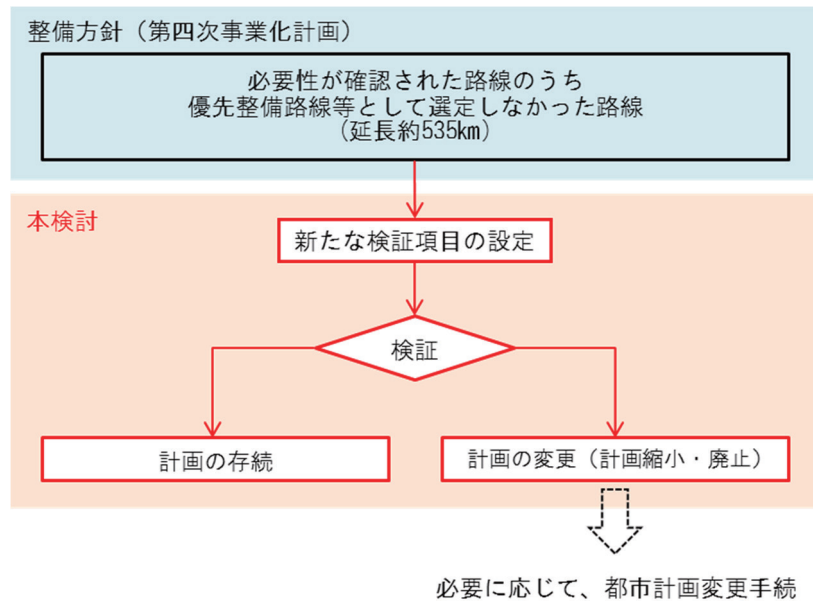 整備方針（第四次事業化計画）
必要性が確認された路線のうち
優先整備路線等として選定しなかった路線
（延長約535km）
本検討
新たな検証項目の設定
検証
計画の存続
計画の変更（計画縮小・廃止）
必要に応じて、都市計画変更手続